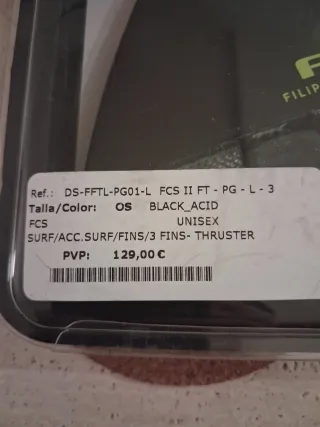 F
FILIP
Ref.: DS-FFTL-PG01-L FCS II FT - PG - L - 3
Talla/Color: OS BLACK_ACID
FCS UNISEX
SURF/ACC.SURF/FINS/3 FINS- THRUSTER
PVP: 129,00 €